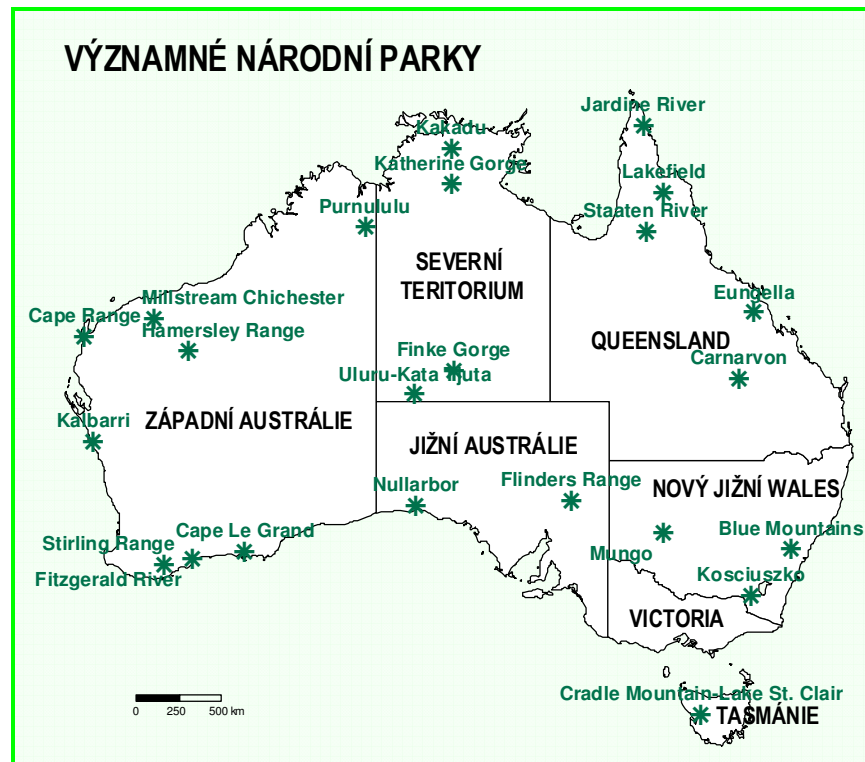 VÝZNAMNÉ NÁRODNÍ PARKY
Jardine River
Kakadu
Katherine Gorge
Lakefield
Purnululu
Staaten River
SEVERNÍ
TERITORIUM
Eungella
Millstream Chichester
Cape Range
Hamersley Range
QUEENSLAND
Finke Gorge
Carnarvon
Uluru-Kata Tjuta
Kalbarri
ZÁPADNÍ AUSTRÁLIE
JIŽNÍ AUSTRÁLIE
Nullarbor
Flinders Range
NOVÝ JIŽNÍ WALES
Cape Le Grand
Blue Mountains
Stirling Range
Mungo
Fitzgerald River
Kosciuszko
VICTORIA
Cradle Mountain-Lake St. Clair
TASMÁNIE
0 250 500 km